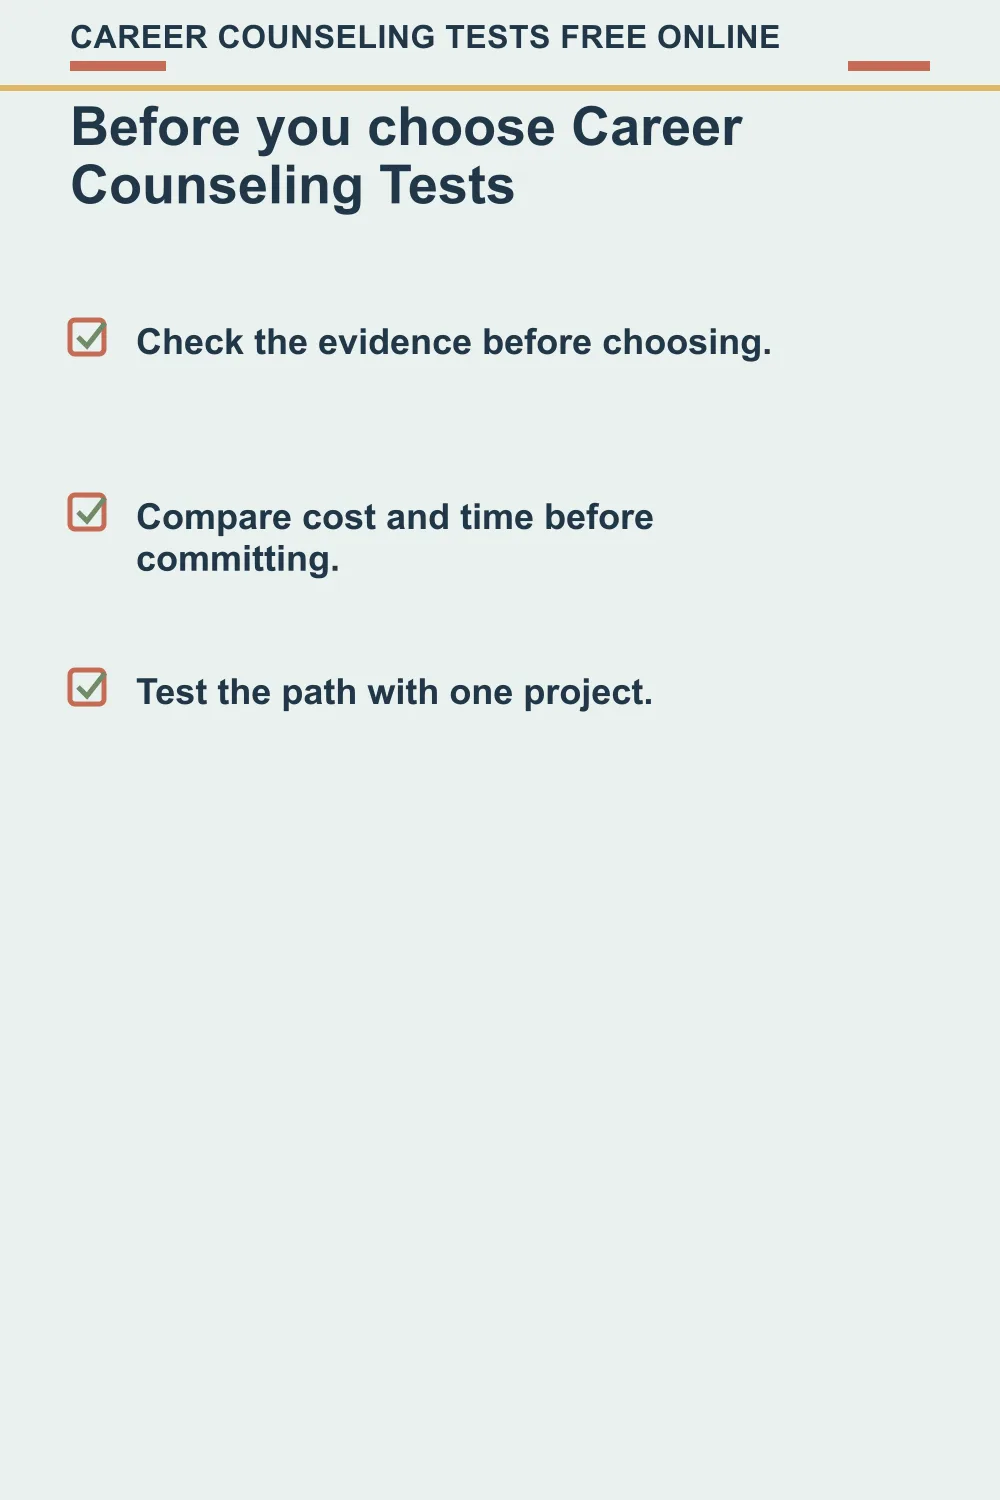 CAREER COUNSELING TESTS FREE ONLINE
Before you choose Career
Counseling Tests
Check the evidence before choosing.
Compare cost and time before
committing.
Test the path with one project.